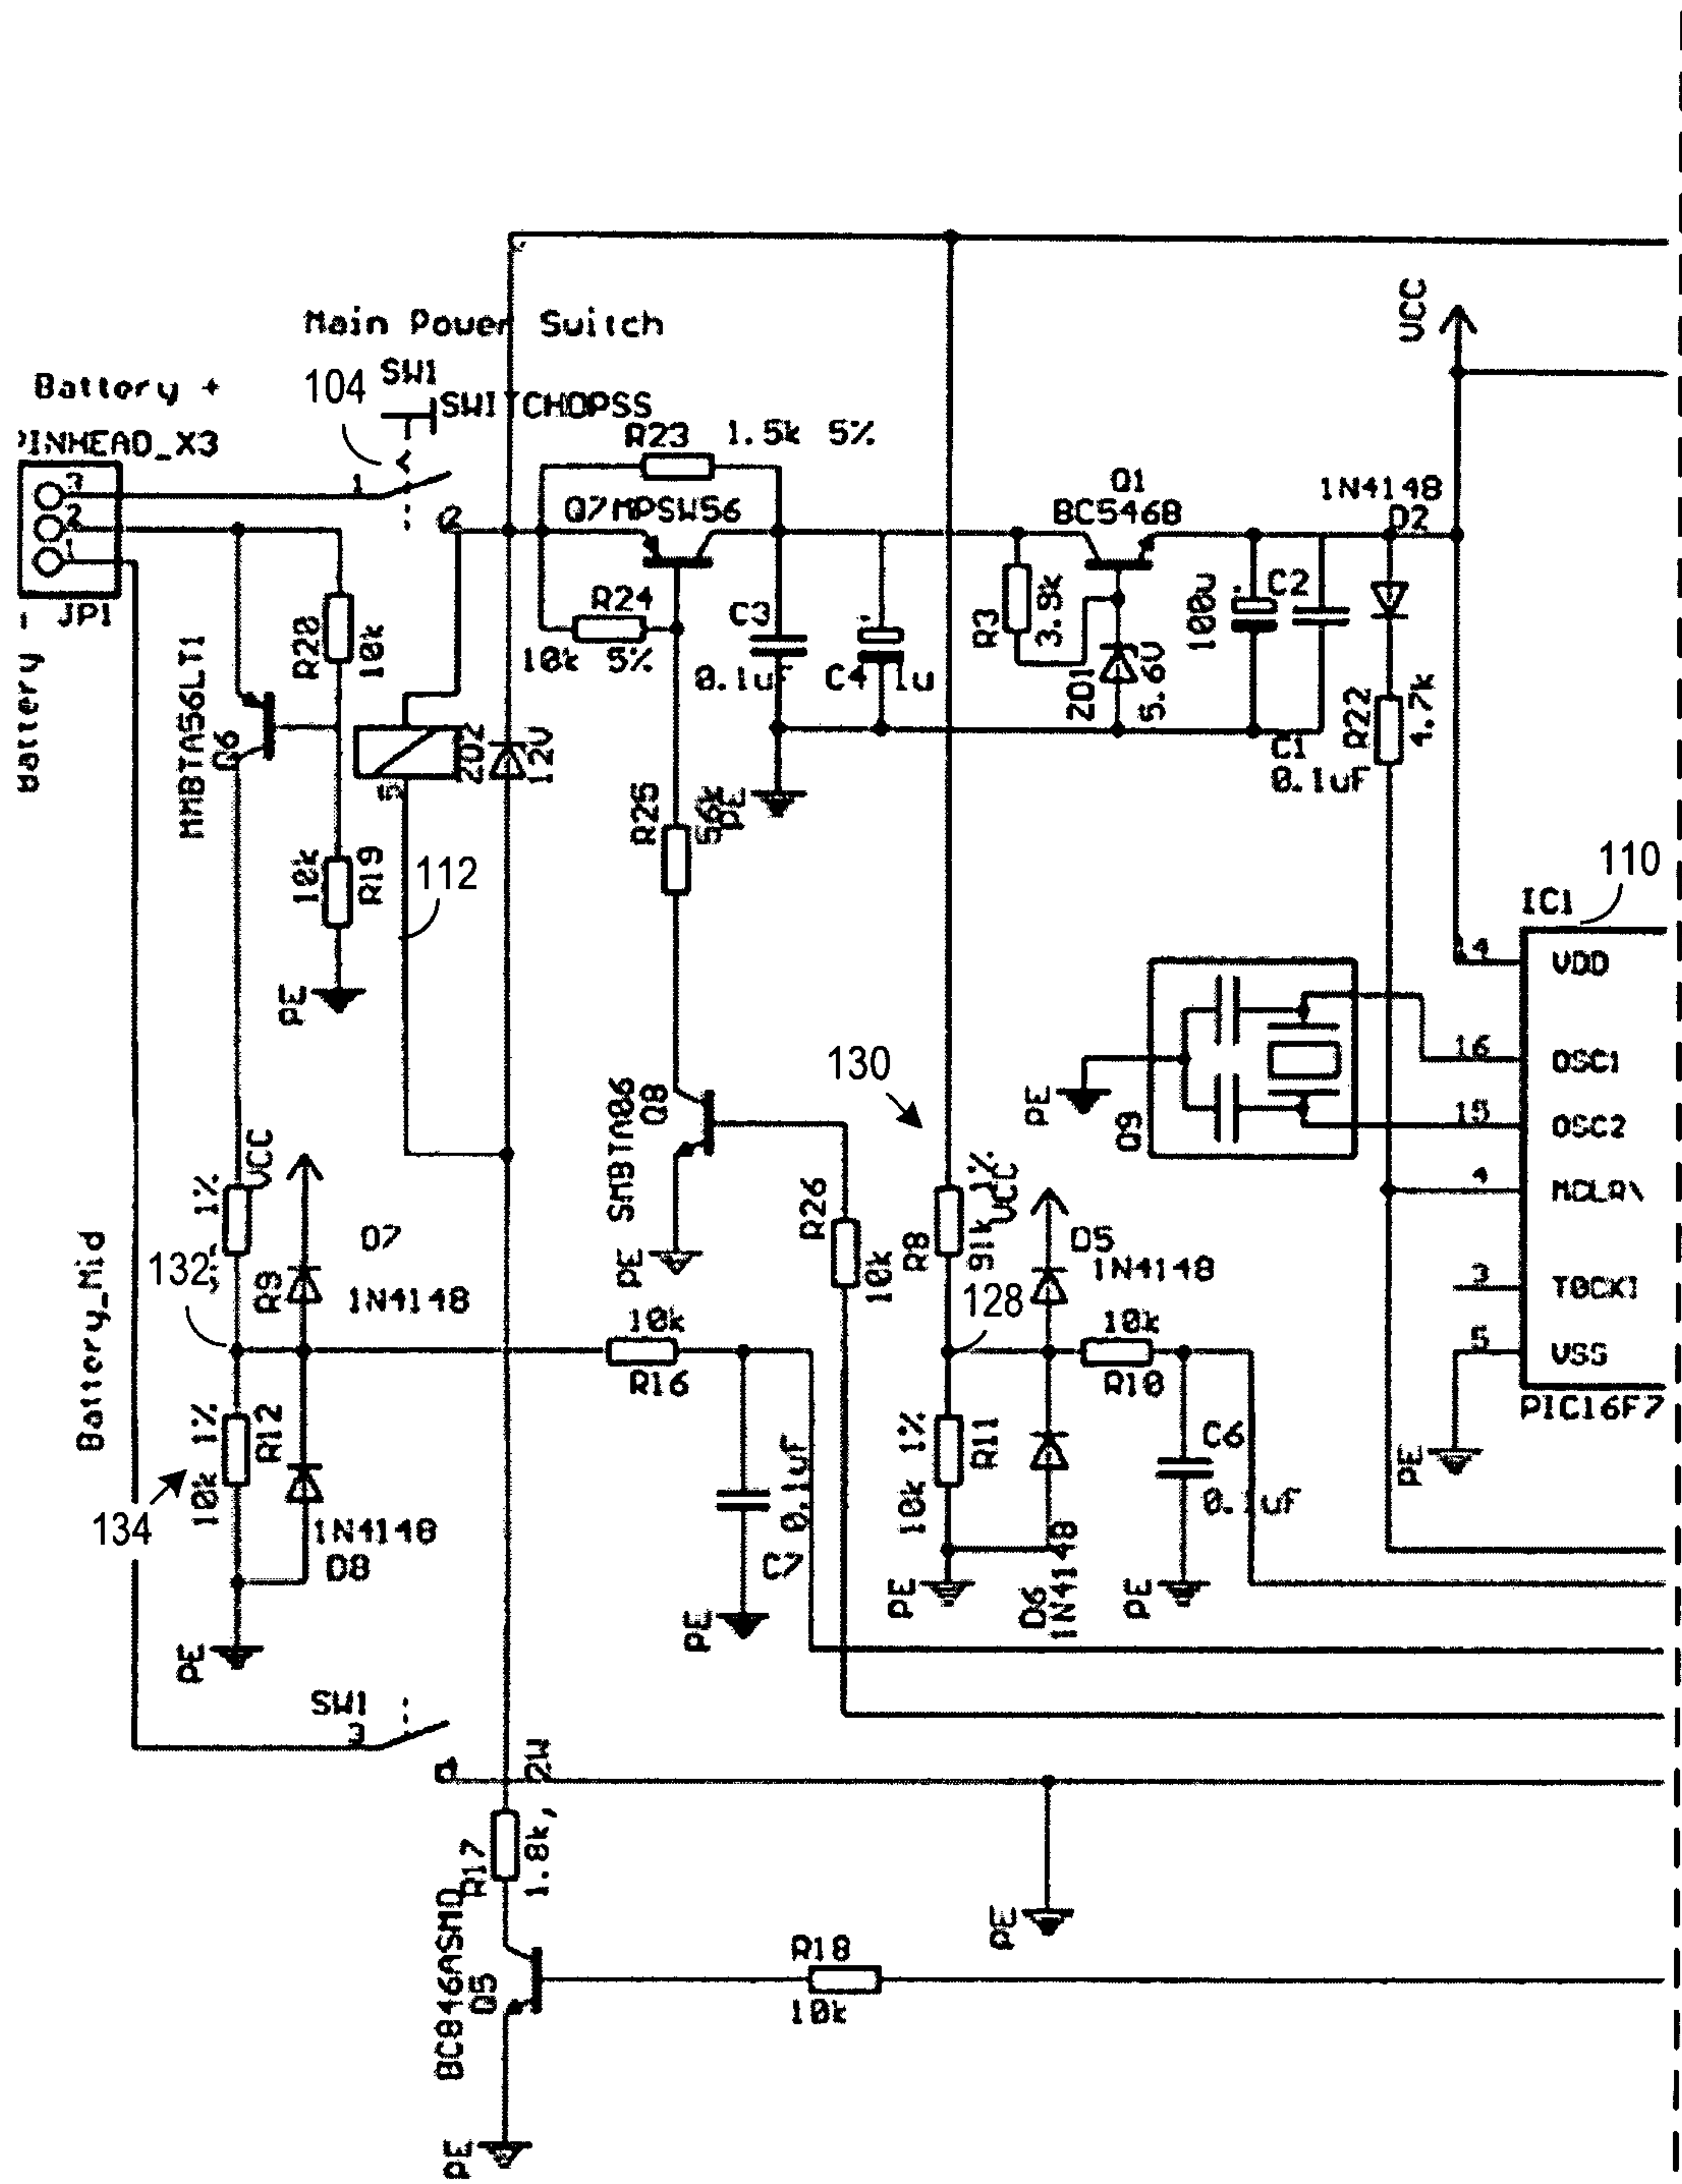 VCC
Main Power Switch
Battery +
104
SW1
SWITCHDPSS
PINHEAD_X3
R23 1.5k 5%
3
1
2
2
1
Q7 MPSW56
Q1
BC546B
1N4148
D2
JP1
Battery -
R20
10k
R24
10k 5%
C3
0.1uF
C4 1u
R3
3.9k
ZD1
5.6V
100u
C2
C1
0.1uF
R22
4.7k
MMBTA56LT1
Q6
ZD2
12V
5
R25
56k
PE
10k
R19
112
110
IC1
PE
14
VDD
16
OSC1
15
OSC2
4
MCLR\
3
T0CKI
5
VSS
PIC16F7
PE
Q9
130
SMBTA06
Q8
PE
R26
10k
1%
VCC
R9
D7
1N4148
132
Battery_Mid
R8
91k 1%
VCC
D5
1N4148
128
10k
R16
10k
R10
10k 1%
R12
134
1N4148
D8
C7 0.1uF
PE
10k 1%
R11
D6
1N4148
C6
0.1uF
PE
PE
PE
PE
SW1
3
4
2W
R17
1.8k,
PE
BC846ASMD
Q5
R18
10k
PE